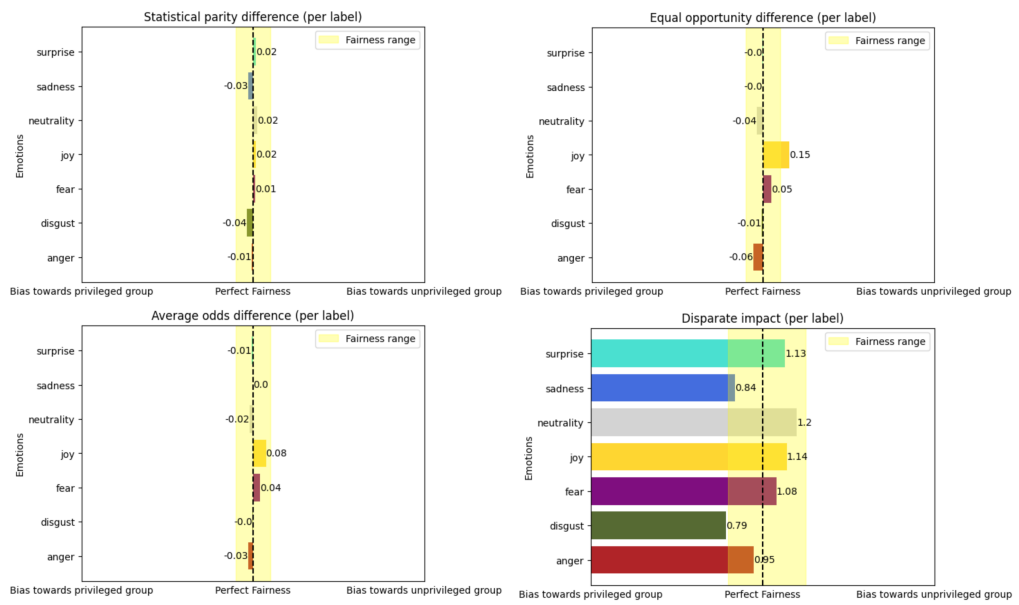 Statistical parity difference (per label)
Fairness range
Emotions
surprise 0.02
sadness -0.03
neutrality 0.02
joy 0.02
fear 0.01
disgust -0.04
anger -0.01
Bias towards privileged group Perfect Fairness Bias towards unprivileged group
Equal opportunity difference (per label)
Fairness range
Emotions
surprise -0.0
sadness -0.0
neutrality -0.04
joy 0.15
fear 0.05
disgust -0.01
anger -0.06
Bias towards privileged group Perfect Fairness Bias towards unprivileged group
Average odds difference (per label)
Fairness range
Emotions
surprise -0.01
sadness 0.0
neutrality -0.02
joy 0.08
fear 0.04
disgust -0.0
anger -0.03
Bias towards privileged group Perfect Fairness Bias towards unprivileged group
Disparate impact (per label)
Fairness range
Emotions
surprise 1.13
sadness 0.84
neutrality 1.2
joy 1.14
fear 1.08
disgust 0.79
anger 0.95
Bias towards privileged group Perfect Fairness Bias towards unprivileged group